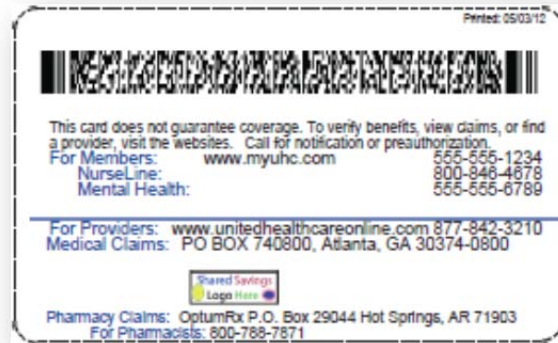 Printed: 05/03/12
This card does not guarantee coverage. To verify benefits, view claims, or find
a provider, visit the websites. Call for notification or preauthorization.
For Members: www.myuhc.com 555-555-1234
NurseLine: 800-846-4678
Mental Health: 555-555-6789
For Providers: www.unitedhealthcareonline.com 877-842-3210
Medical Claims: PO BOX 740800, Atlanta, GA 30374-0800
Shared Savings
Logo Here
Pharmacy Claims: OptumRx P.O. Box 29044 Hot Springs, AR 71903
For Pharmacists: 800-788-7871